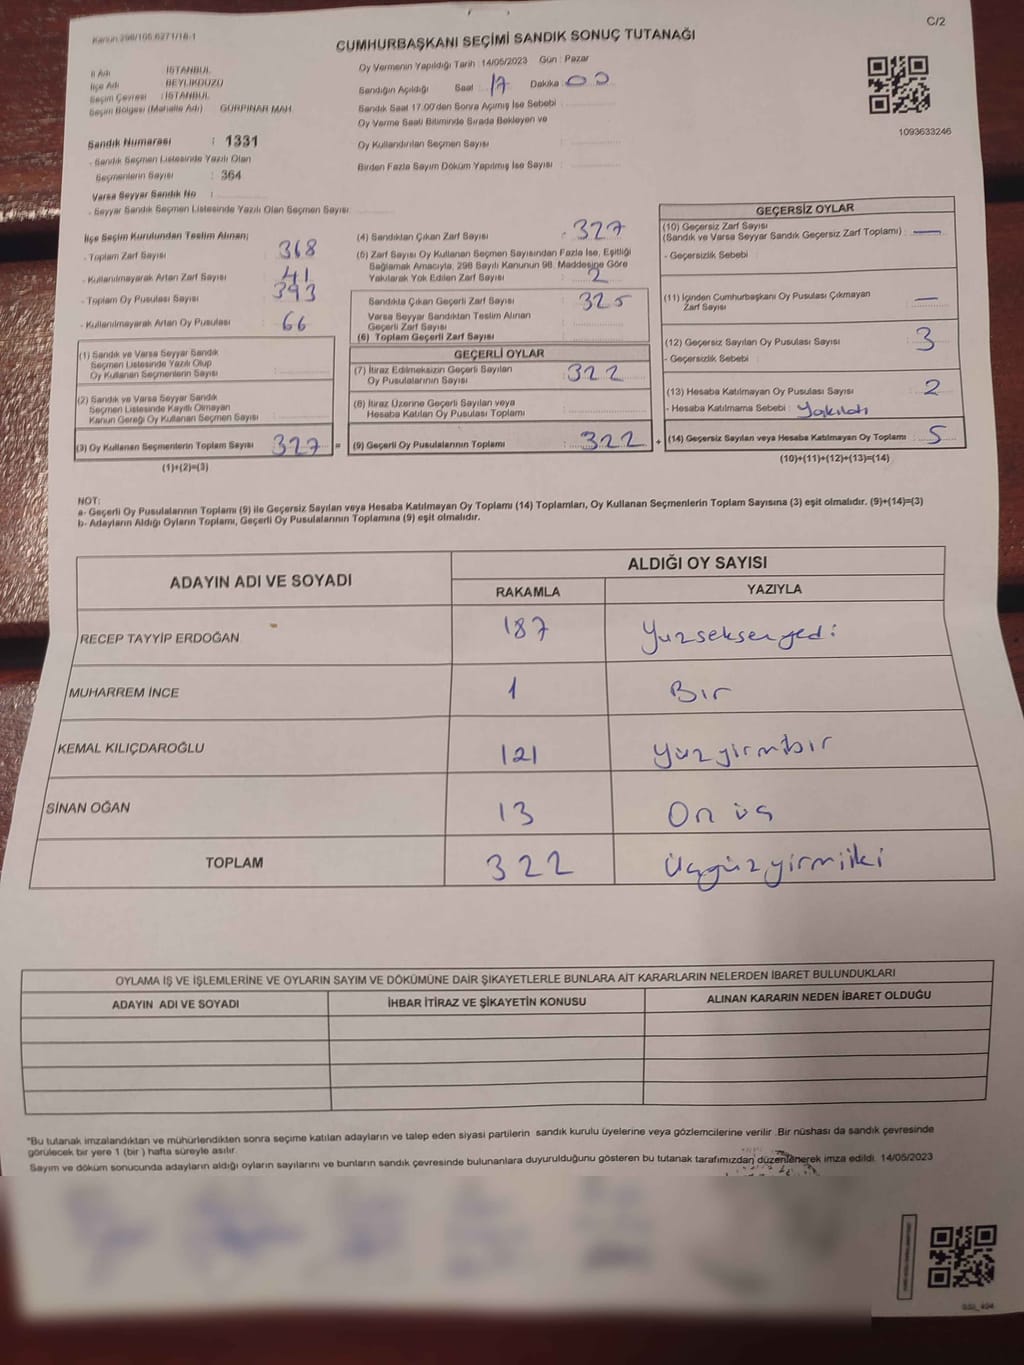 Kanun 298/105 6271/18-1
C/2
CUMHURBAŞKANI SEÇİMİ SANDIK SONUÇ TUTANAĞI
İl Adı : İSTANBUL
İlçe Adı : BEYLİKDÜZÜ
Seçim Çevresi : İSTANBUL
Seçim Bölgesi (Mahalle Adı) GÜRPINAR MAH.
Sandık Numarası : 1331
- Sandık Seçmen Listesinde Yazılı Olan
Seçmenlerin Sayısı : 364
Varsa Seyyar Sandık No :
- Seyyar Sandık Seçmen Listesinde Yazılı Olan Seçmen Sayısı
Oy Vermenin Yapıldığı Tarih : 14/05/2023 Gün : Pazar
Sandığın Açıldığı Saat : 17 Dakika : 00
Sandık Saat 17.00'den Sonra Açımış İse Sebebi
Oy Verme Saati Bitiminde Sırada Bekleyen ve
Oy Kullandırılan Seçmen Sayısı :
Birden Fazla Sayım Döküm Yapılmış İse Sayısı :
1093633246
İlçe Seçim Kurulundan Teslim Alınan;
- Toplam Zarf Sayısı : 368
- Kullanılmayarak Artan Zarf Sayısı : 41
- Toplam Oy Pusulası Sayısı : 393
- Kullanılmayarak Artan Oy Pusulası : 66
(1) Sandık ve Varsa Seyyar Sandık
Seçmen Listesinde Yazılı Olup
Oy Kullanan Seçmenlerin Sayısı :
(2) Sandık ve Varsa Seyyar Sandık
Seçmen Listesinde Kayıtlı Olmayan
Kanun Gereği Oy Kullanan Seçmen Sayısı :
(3) Oy Kullanan Seçmenlerin Toplam Sayısı : 327 =
(1)+(2)=(3)
(4) Sandıktan Çıkan Zarf Sayısı : 327
(5) Zarf Sayısı Oy Kullanan Seçmen Sayısından Fazla İse, Eşitliği
Sağlamak Amacıyla, 298 Sayılı Kanunun 98. Maddesine Göre
Yakılarak Yok Edilen Zarf Sayısı : 2
Sandıkta Çıkan Geçerli Zarf Sayısı : 325
Varsa Seyyar Sandıktan Teslim Alınan
Geçerli Zarf Sayısı :
(6) Toplam Geçerli Zarf Sayısı
GEÇERLİ OYLAR
(7) İtiraz Edilmeksizin Geçerli Sayılan
Oy Pusulalarının Sayısı : 322
(8) İtiraz Üzerine Geçerli Sayılan veya
Hesaba Katılan Oy Pusulası Toplamı :
(9) Geçerli Oy Pusulalarının Toplamı : 322 +
GEÇERSİZ OYLAR
(10) Geçersiz Zarf Sayısı
(Sandık ve Varsa Seyyar Sandık Geçersiz Zarf Toplamı) : —
- Geçersizlik Sebebi :
(11) İçinden Cumhurbaşkanı Oy Pusulası Çıkmayan
Zarf Sayısı : —
(12) Geçersiz Sayılan Oy Pusulası Sayısı : 3
- Geçersizlik Sebebi :
(13) Hesaba Katılmayan Oy Pusulası Sayısı : 2
- Hesaba Katılmama Sebebi : Yakıldı
(14) Geçersiz Sayılan veya Hesaba Katılmayan Oy Toplamı : 5
(10)+(11)+(12)+(13)=(14)
NOT:
a- Geçerli Oy Pusulalarının Toplamı (9) ile Geçersiz Sayılan veya Hesaba Katılmayan Oy Toplamı (14) Toplamları, Oy Kullanan Seçmenlerin Toplam Sayısına (3) eşit olmalıdır. (9)+(14)=(3)
b- Adayların Aldığı Oyların Toplamı, Geçerli Oy Pusulalarının Toplamına (9) eşit olmalıdır.
ADAYIN ADI VE SOYADI
ALDIĞI OY SAYISI
RAKAMLA YAZIYLA
RECEP TAYYİP ERDOĞAN 187 Yuzseksenyedi
MUHARREM İNCE 1 Bır
KEMAL KILIÇDAROĞLU 121 Yüzyirmibir
SİNAN OĞAN 13 On üç
TOPLAM 322 Üçyüzyirmiiki
OYLAMA İŞ VE İŞLEMLERİNE VE OYLARIN SAYIM VE DÖKÜMÜNE DAİR ŞİKAYETLERLE BUNLARA AİT KARARLARIN NELERDEN İBARET BULUNDUKLARI
ADAYIN ADI VE SOYADI İHBAR İTİRAZ VE ŞİKAYETİN KONUSU ALINAN KARARIN NEDEN İBARET OLDUĞU
*Bu tutanak imzalandıktan ve mühürlendikten sonra seçime katılan adayların ve talep eden siyasi partilerin sandık kurulu üyelerine veya gözlemcilerine verilir. Bir nüshası da sandık çevresinde
görülecek bir yere 1 (bir ) hafta süreyle asılır.
Sayım ve döküm sonucunda adayların aldığı oyların sayılarını ve bunların sandık çevresinde bulunanlara duyurulduğunu gösteren bu tutanak tarafımızdan düzenlenerek imza edildi. 14/05/2023